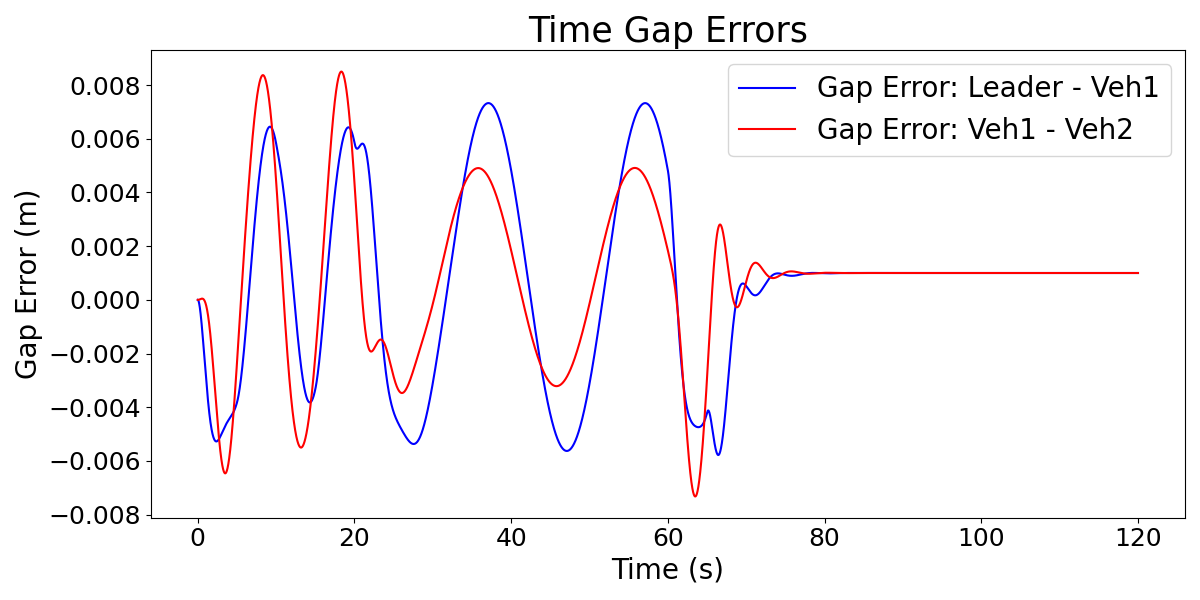 Time Gap Errors
Gap Error: Leader - Veh1
Gap Error: Veh1 - Veh2
Gap Error (m)
0.008
0.006
0.004
0.002
0.000
−0.002
−0.004
−0.006
−0.008
0 20 40 60 80 100 120
Time (s)